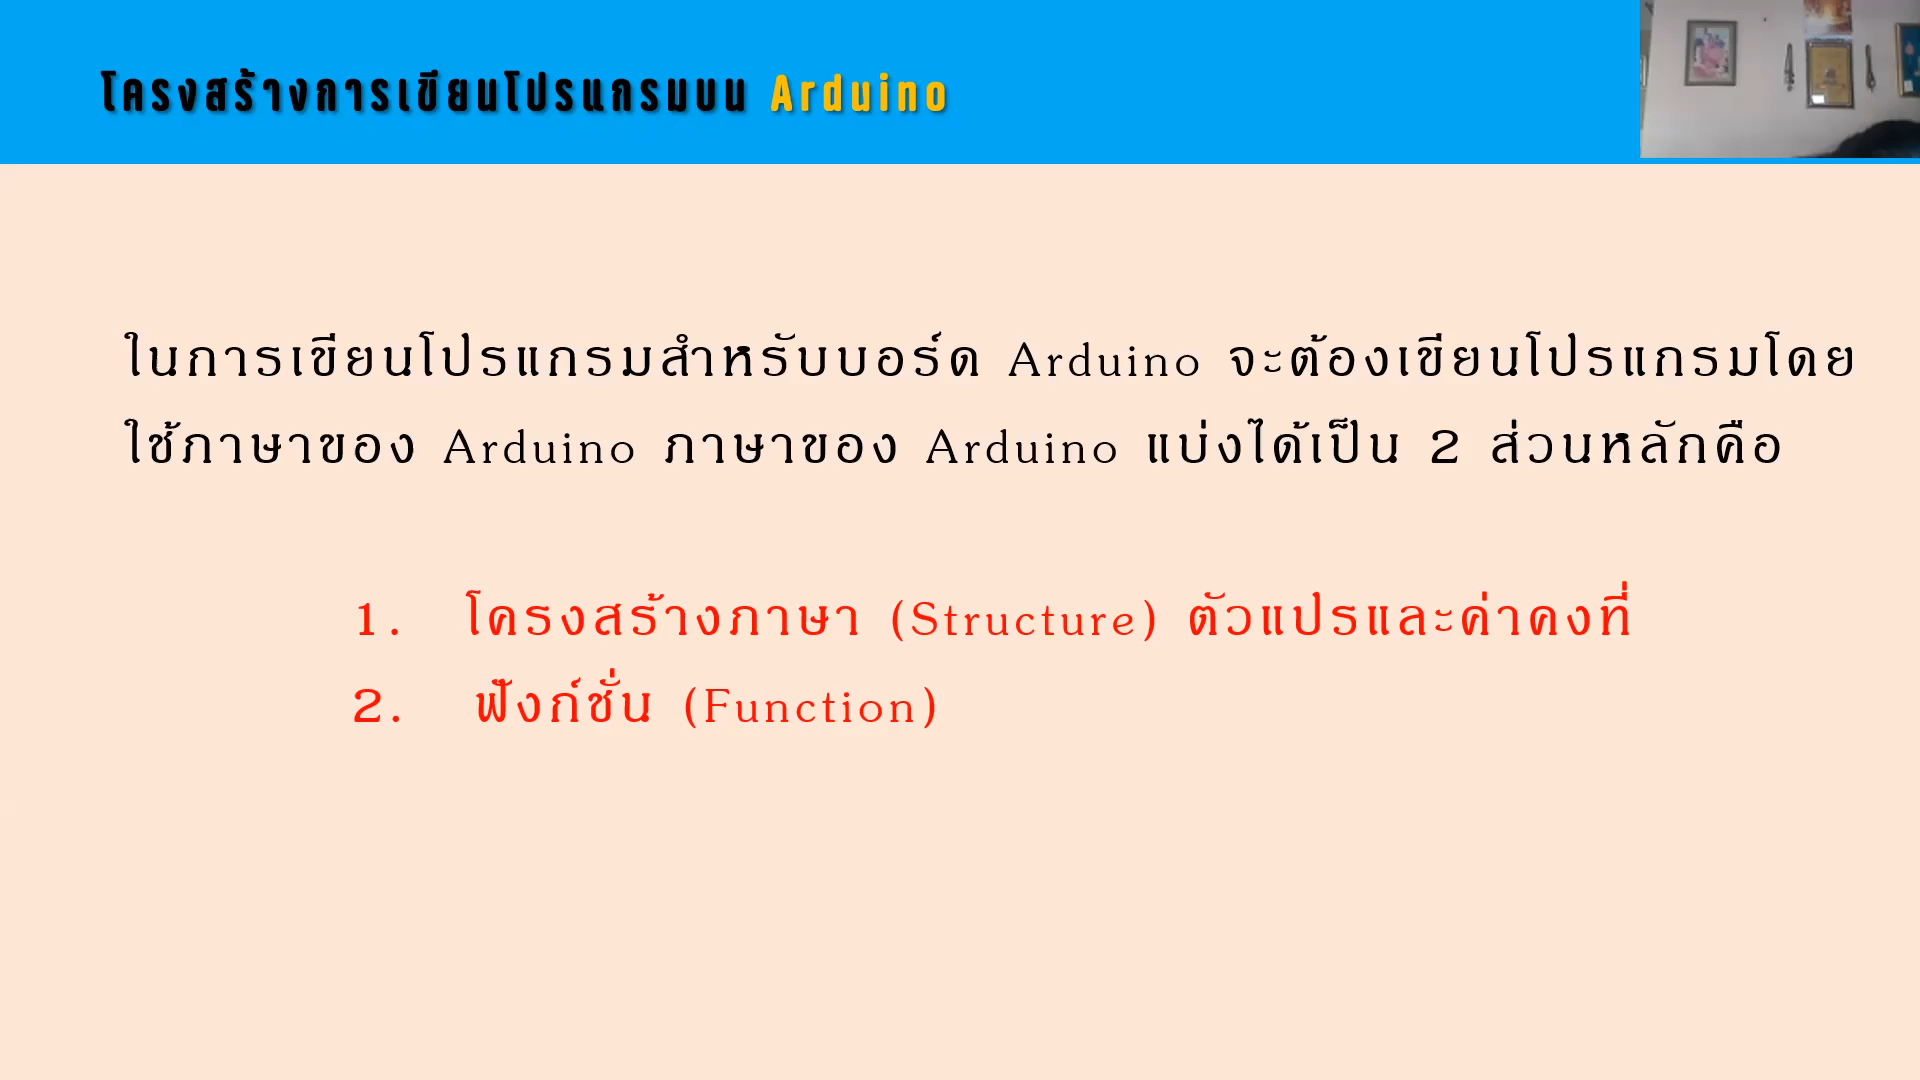 โครงสร้างการเขียนโปรแกรมบน Arduino
ในการเขียนโปรแกรมสำหรับบอร์ด Arduino จะต้องเขียนโปรแกรมโดย
ใช้ภาษาของ Arduino ภาษาของ Arduino แบ่งได้เป็น 2 ส่วนหลักคือ
1. โครงสร้างภาษา (Structure) ตัวแปรและค่าคงที่
2. ฟังก์ชั่น (Function)